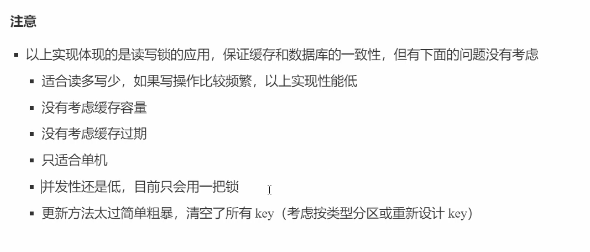 注意
以上实现体现的是读写锁的应用，保证缓存和数据库的一致性，但有下面的问题没有考虑
适合读多写少，如果写操作比较频繁，以上实现性能低
没有考虑缓存容量
没有考虑缓存过期
只适合单机
并发性还是低，目前只会用一把锁
更新方法太过简单粗暴，清空了所有 key（考虑按类型分区或重新设计 key）